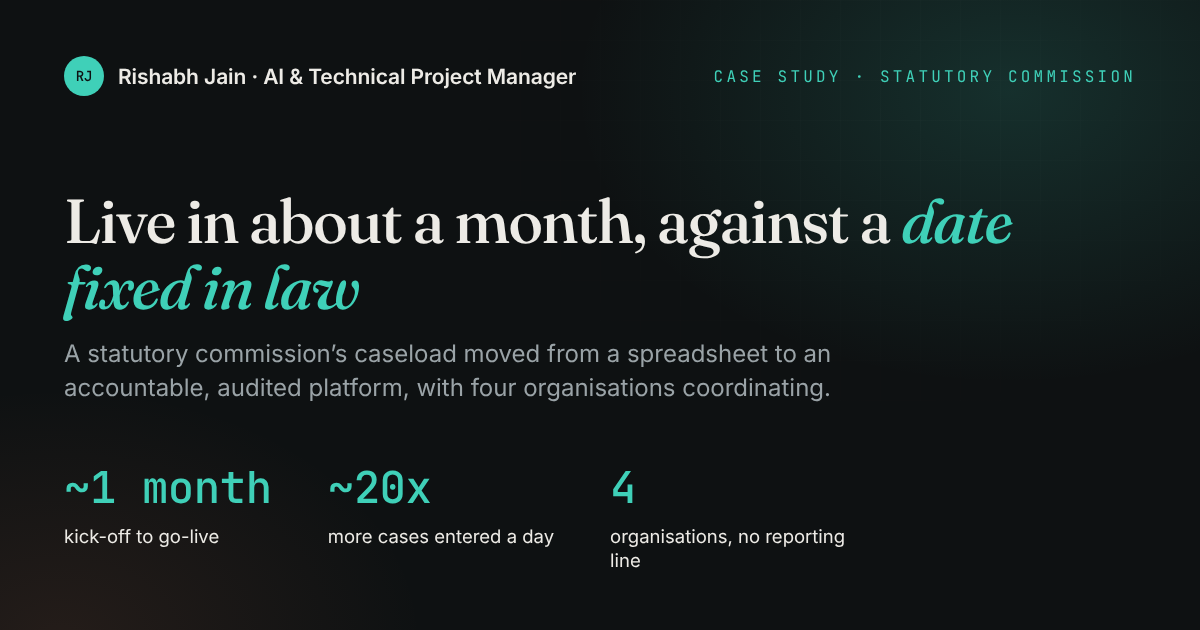 RJ
Rishabh Jain · AI & Technical Project Manager
CASE STUDY · STATUTORY COMMISSION
Live in about a month, against a date
fixed in law
A statutory commission’s caseload moved from a spreadsheet to an
accountable, audited platform, with four organisations coordinating.
~1 month
kick-off to go-live
~20x
more cases entered a day
4
organisations, no reporting
line